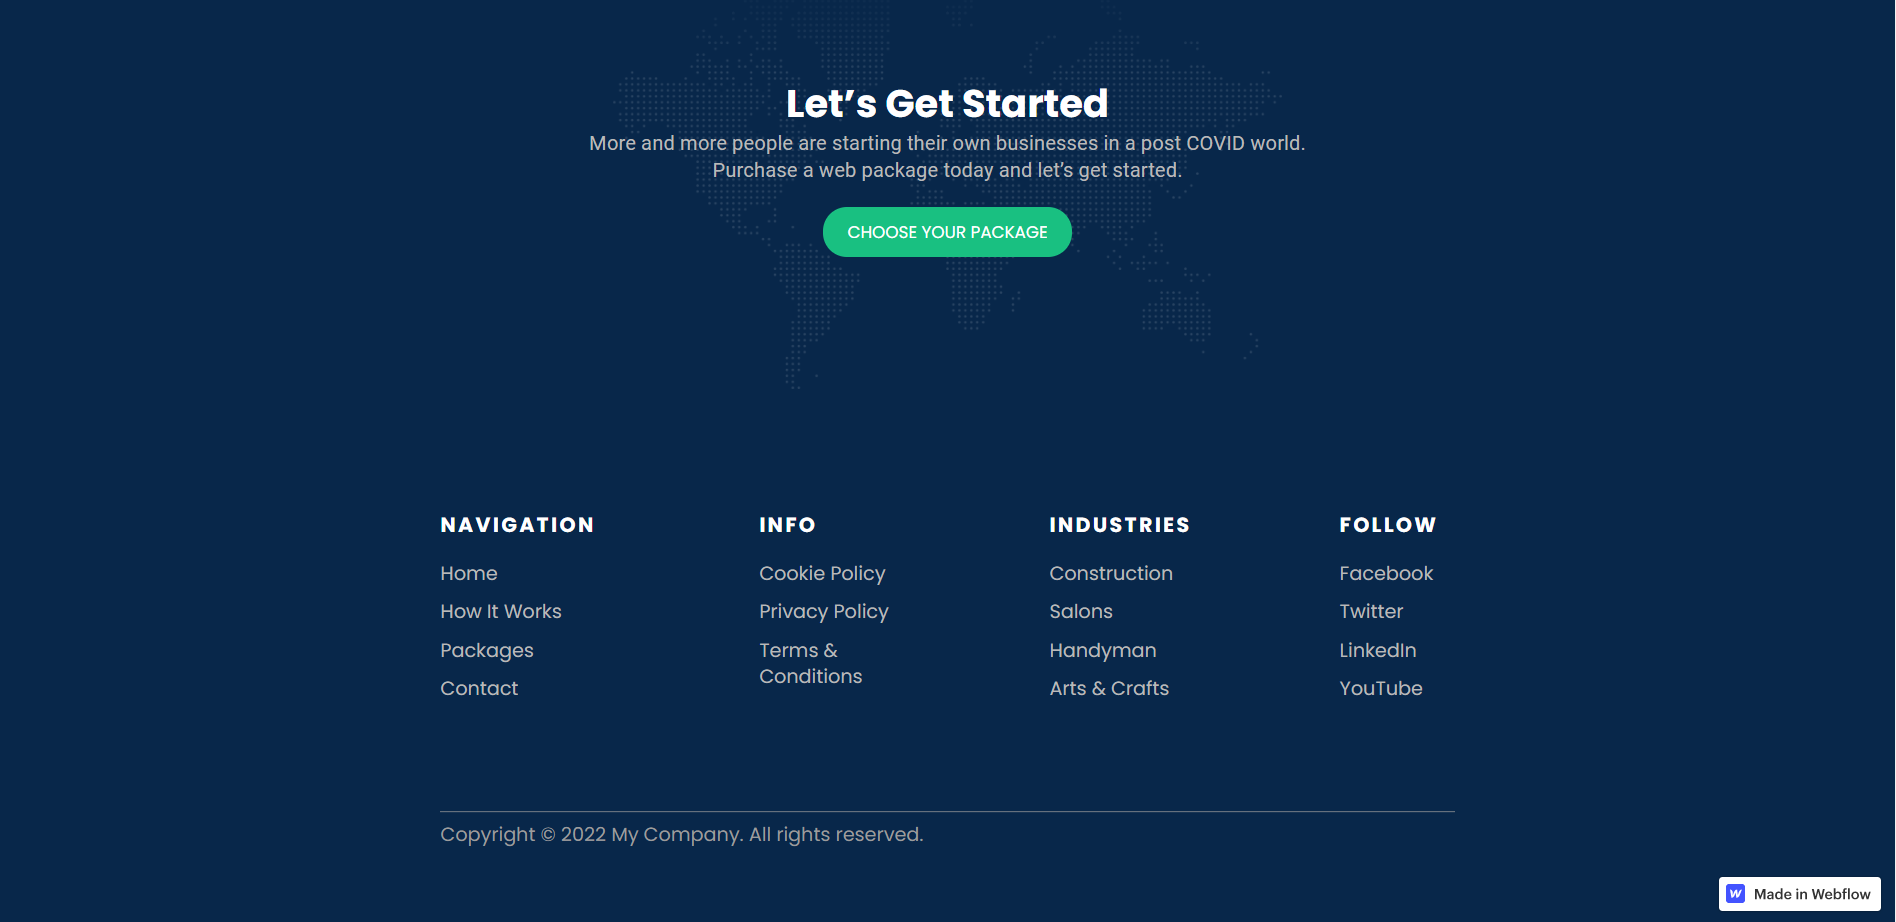 Let’s Get Started
More and more people are starting their own businesses in a post COVID world.
Purchase a web package today and let’s get started.
CHOOSE YOUR PACKAGE
NAVIGATION
Home
How It Works
Packages
Contact
INFO
Cookie Policy
Privacy Policy
Terms &
Conditions
INDUSTRIES
Construction
Salons
Handyman
Arts & Crafts
FOLLOW
Facebook
Twitter
LinkedIn
YouTube
Copyright © 2022 My Company. All rights reserved.
Made in Webflow